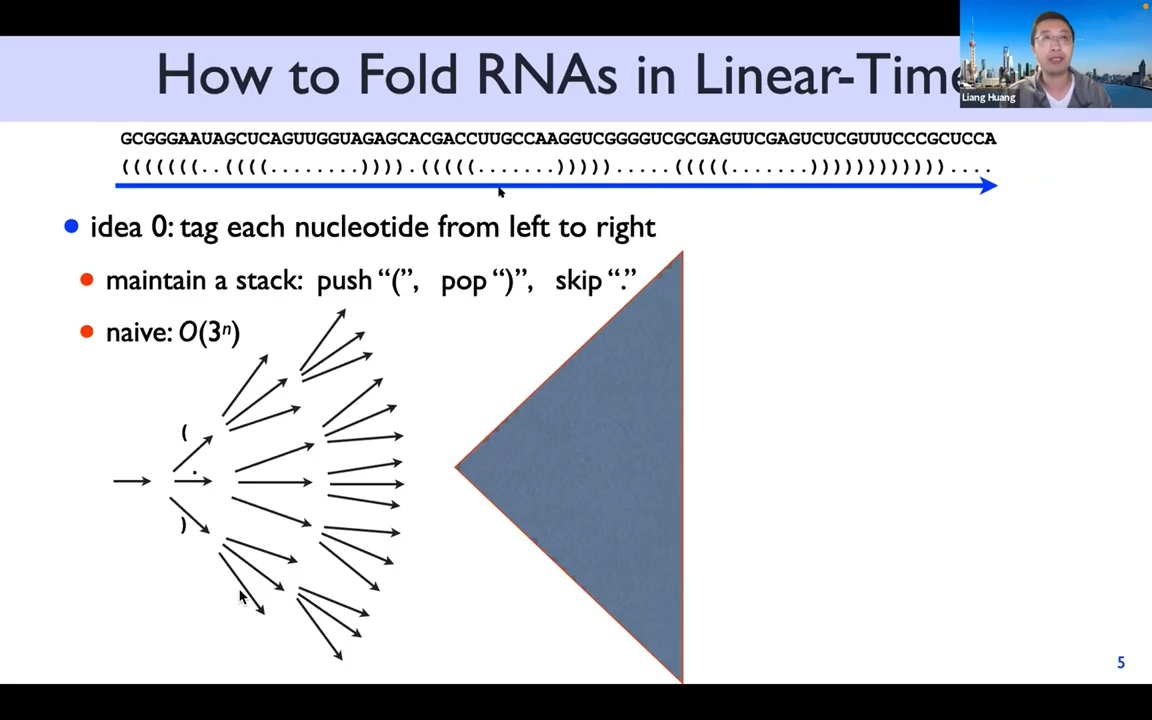 How to Fold RNAs in Linear-Time
Liang Huang
GCGGGAAUAGCUCAGUUGGUAGAGCACGACCUUGCCAAGGUCGGGGUCGCGAGUUCGAGUCUCGUUUCCCGCUCCA
(((((((..((((........)))).(((((.......))))).....(((((.......))))))))))))....
• idea 0: tag each nucleotide from left to right
• maintain a stack: push “(”, pop “)”, skip “.”
• naive: O(3ⁿ)
(
.
)
5